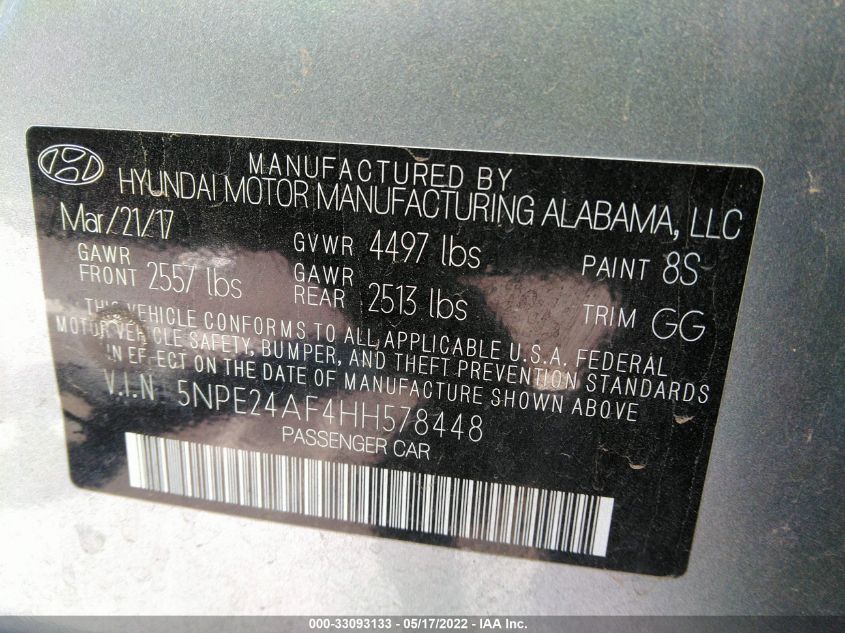 MANUFACTURED BY
HYUNDAI MOTOR MANUFACTURING ALABAMA, LLC
Mar/21/17
GVWR 4497 lbs
PAINT 8S
GAWR FRONT 2557 lbs
GAWR REAR 2513 lbs
TRIM GG
THIS VEHICLE CONFORMS TO ALL APPLICABLE U.S.A. FEDERAL
MOTOR VEHICLE SAFETY, BUMPER, AND THEFT PREVENTION STANDARDS
IN EFFECT ON THE DATE OF MANUFACTURE SHOWN ABOVE
V.I.N 5NPE24AF4HH578448
PASSENGER CAR
000-33093133 - 05/17/2022 - IAA Inc.